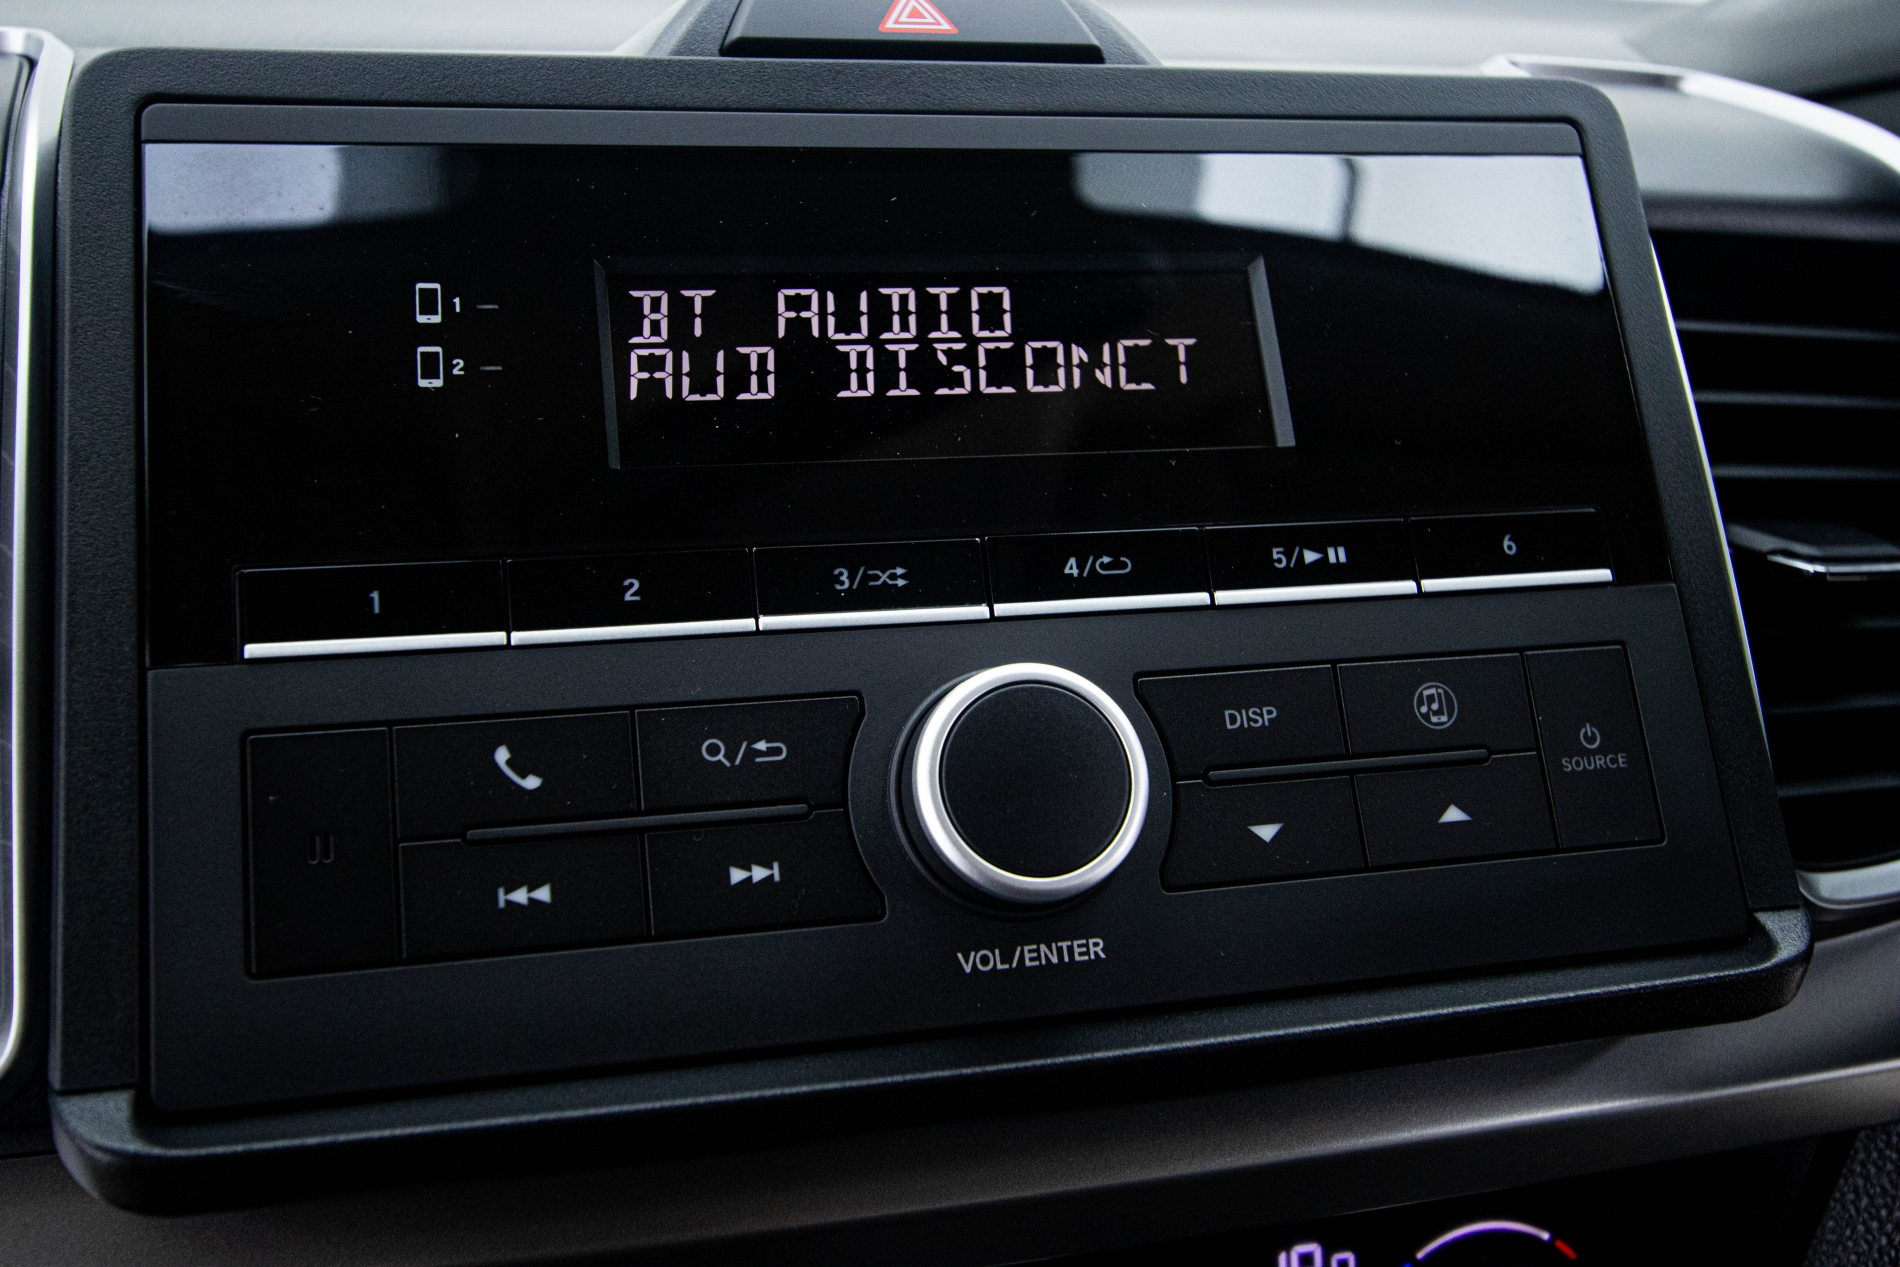 1 —
BT AUDIO
2 —
AUD DISCONCT
1
2
3/
4/
5/
6
DISP
SOURCE
VOL/ENTER